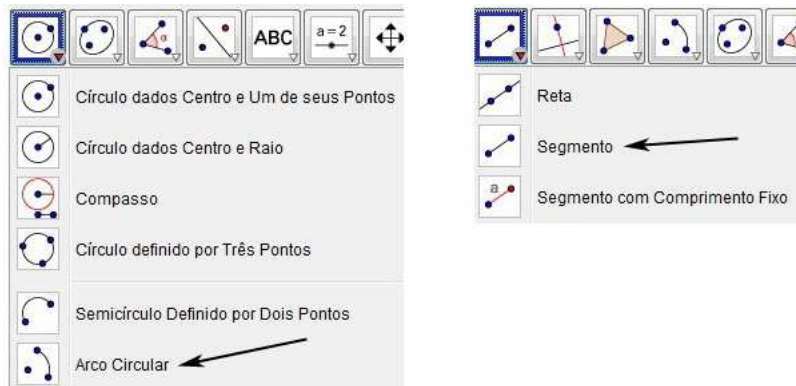 ABC
a=2
Círculo dados Centro e Um de seus Pontos
Círculo dados Centro e Raio
Compasso
Círculo definido por Três Pontos
Semicírculo Definido por Dois Pontos
Arco Circular
Reta
Segmento
a
Segmento com Comprimento Fixo